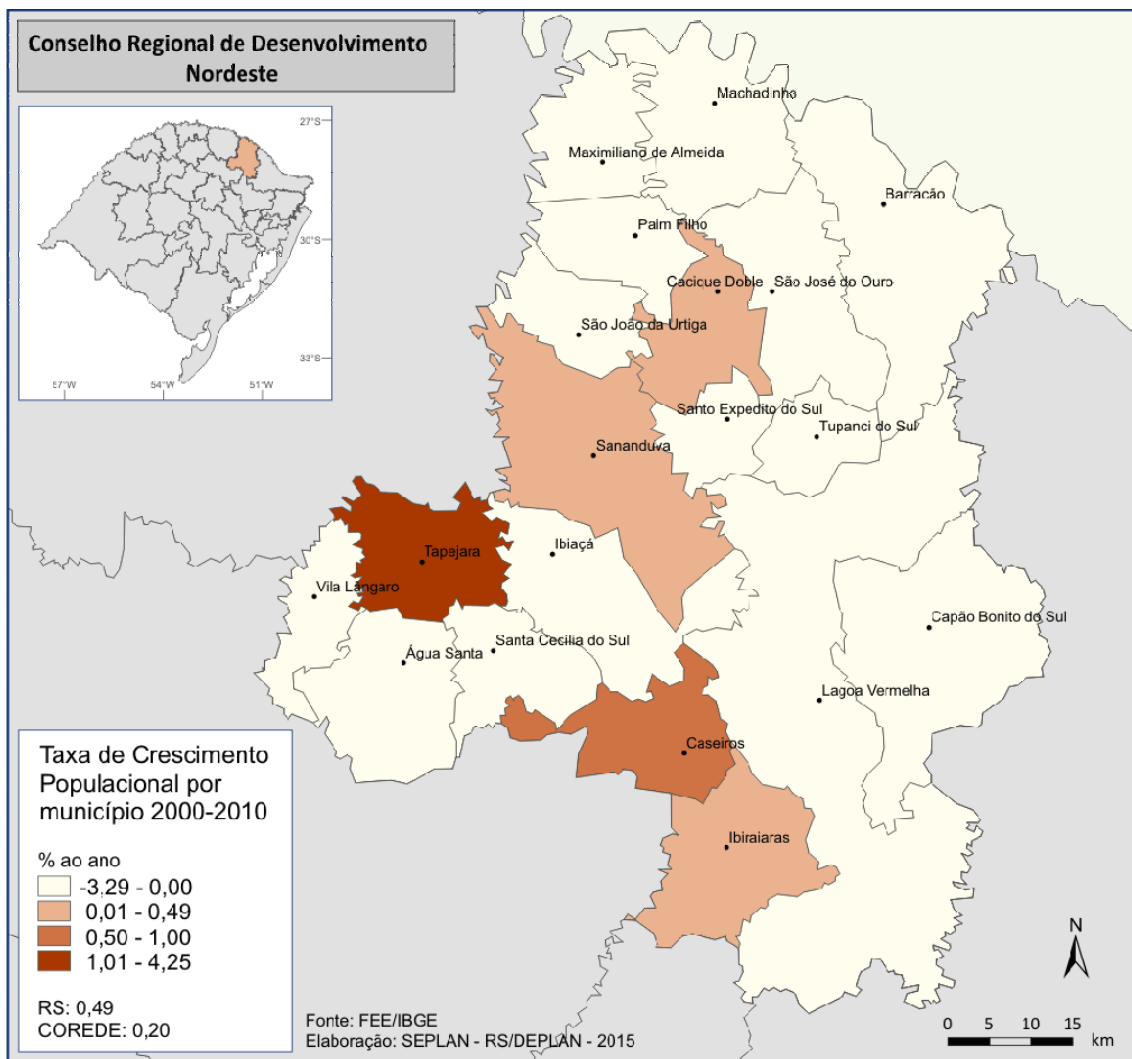 Conselho Regional de Desenvolvimento
Nordeste
27°S
30°S
33°S
57°W
54°W
51°W
Machadinho
Maximiliano de Almeida
Barracão
Paim Filho
Cacique Doble
São José do Ouro
São João da Urtiga
Santo Expedito do Sul
Tupanci do Sul
Sananduva
Ibiaçá
Tapejara
Vila Lângaro
Capão Bonito do Sul
Santa Cecília do Sul
Água Santa
Lagoa Vermelha
Caseiros
Ibiraiaras
Taxa de Crescimento
Populacional por
município 2000-2010
% ao ano
-3,29 - 0,00
0,01 - 0,49
0,50 - 1,00
1,01 - 4,25
RS: 0,49
COREDE: 0,20
Fonte: FEE/IBGE
Elaboração: SEPLAN - RS/DEPLAN - 2015
N
0 5 10 15
km